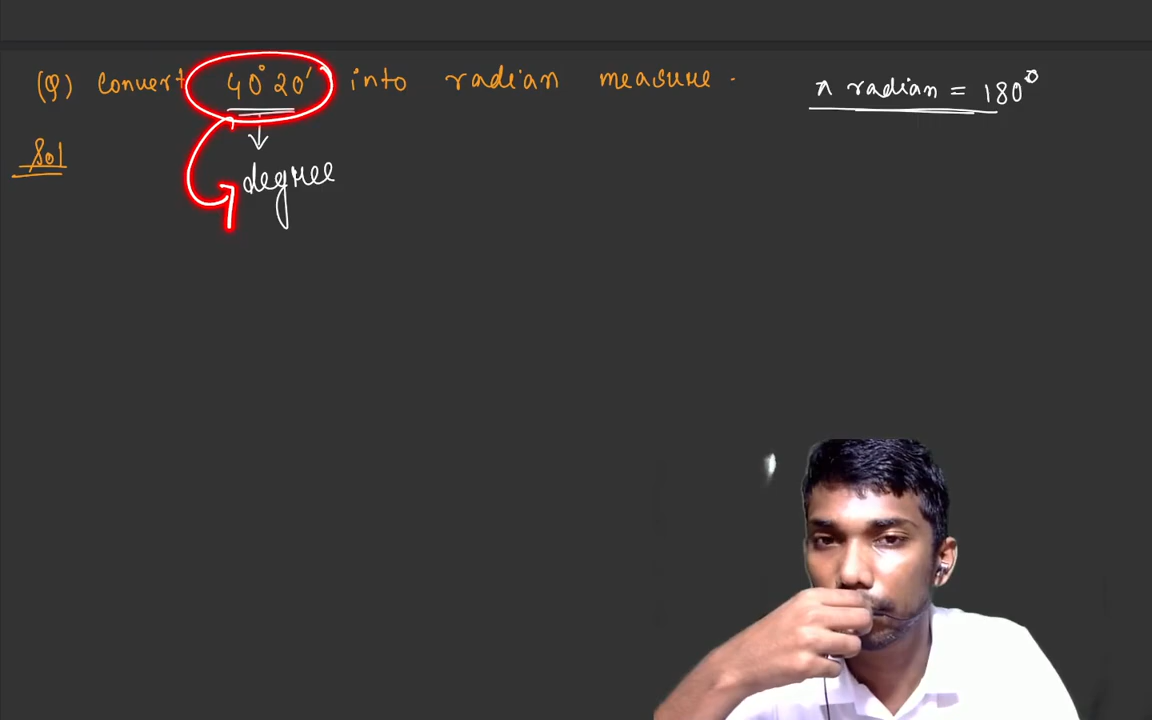 (Q) convert 40° 20' into radian measure.
π radian = 180°
Sol
degree